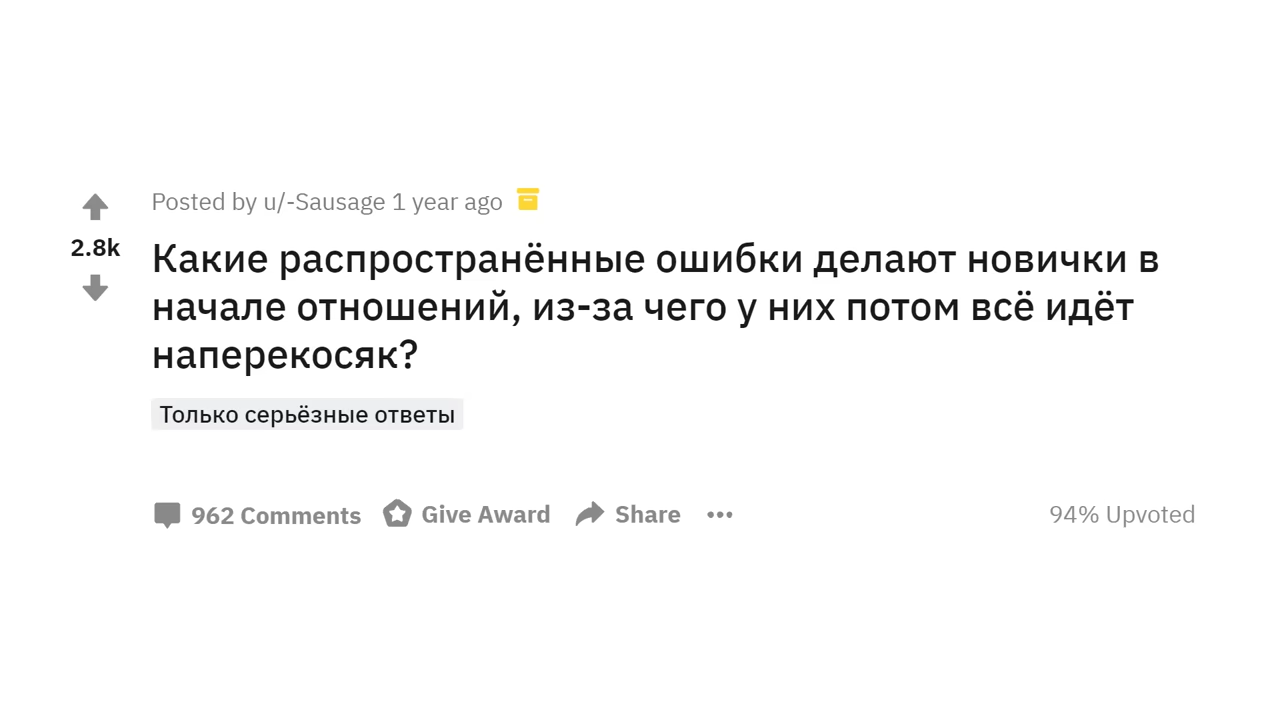 Posted by u/-Sausage 1 year ago
2.8k
Какие распространённые ошибки делают новички в
начале отношений, из-за чего у них потом всё идёт
наперекосяк?
Только серьёзные ответы
962 Comments Give Award Share 94% Upvoted